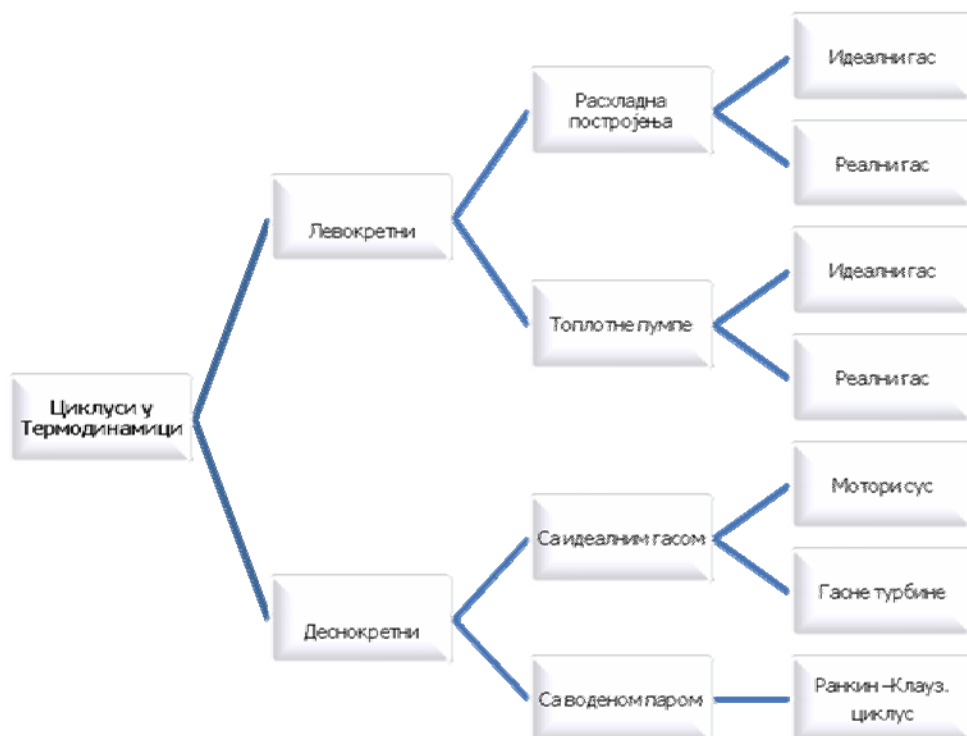 Циклуси у
Термодинамици
Левокретни
Расхладна
постројења
Идеални гас
Реални гас
Топлотне пумпе
Идеални гас
Реални гас
Деснокретни
Са идеалним гасом
Мотори сус
Гасне турбине
Са воденом паром
Ранкин –Клауз.
циклус